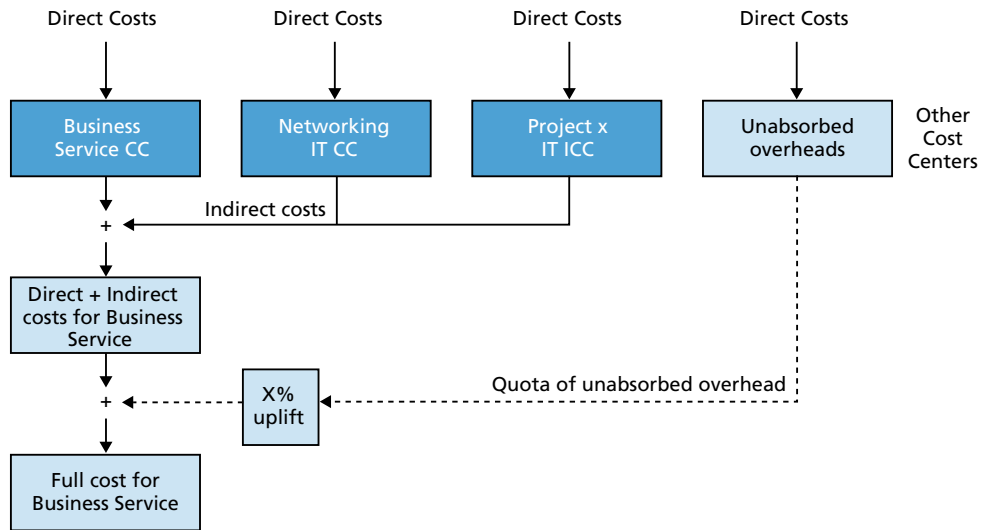 Direct Costs
Direct Costs
Direct Costs
Direct Costs
Business
Service CC
Networking
IT CC
Project x
IT ICC
Unabsorbed
overheads
Other
Cost
Centers
Indirect costs
+
Direct + Indirect
costs for Business
Service
Quota of unabsorbed overhead
X%
uplift
+
Full cost for
Business Service